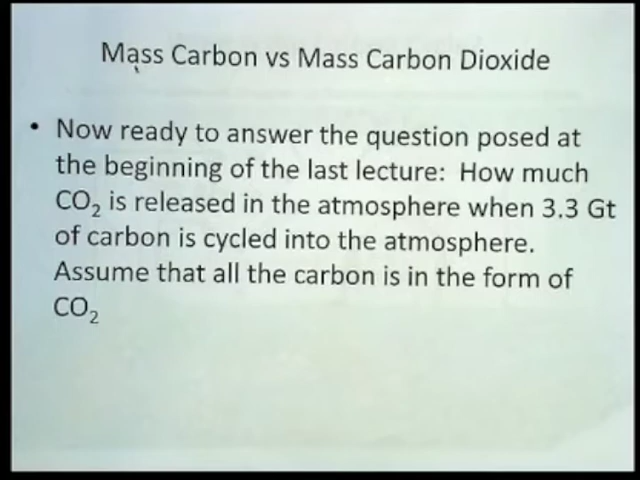 Mass Carbon vs Mass Carbon Dioxide
• Now ready to answer the question posed at
the beginning of the last lecture: How much
CO₂ is released in the atmosphere when 3.3 Gt
of carbon is cycled into the atmosphere.
Assume that all the carbon is in the form of
CO₂